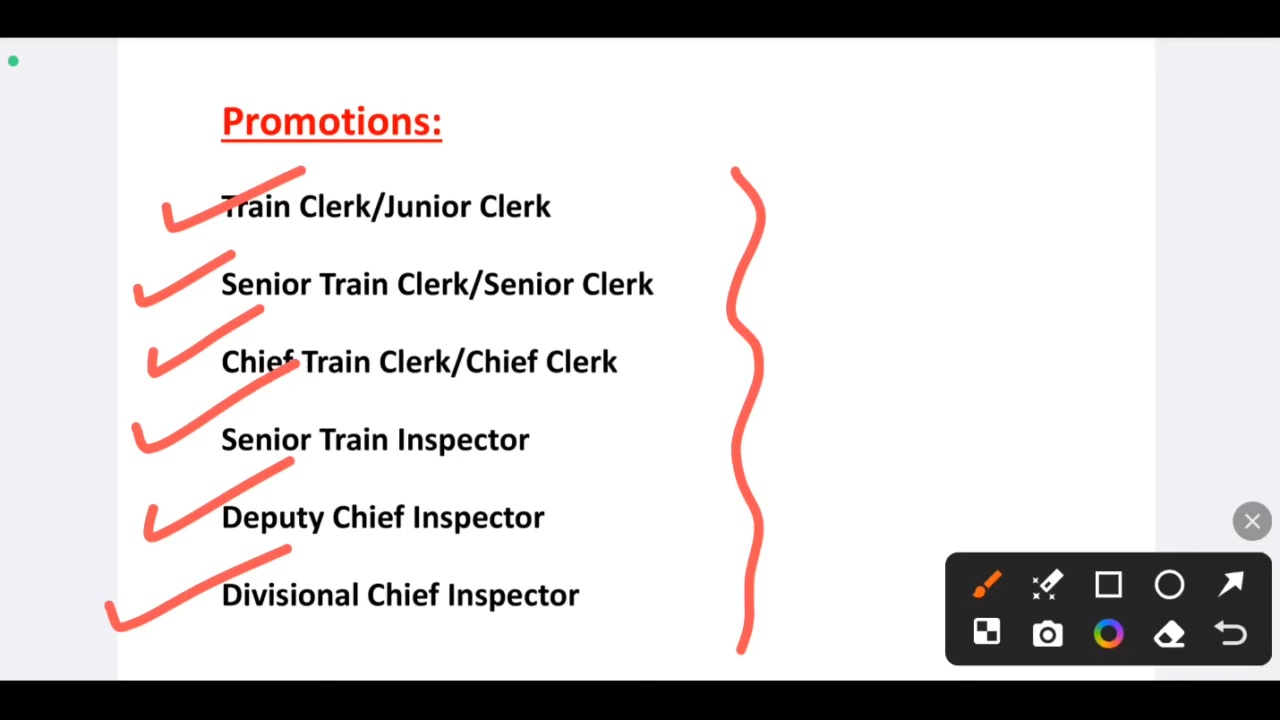 Promotions:
Train Clerk/Junior Clerk
Senior Train Clerk/Senior Clerk
Chief Train Clerk/Chief Clerk
Senior Train Inspector
Deputy Chief Inspector
Divisional Chief Inspector